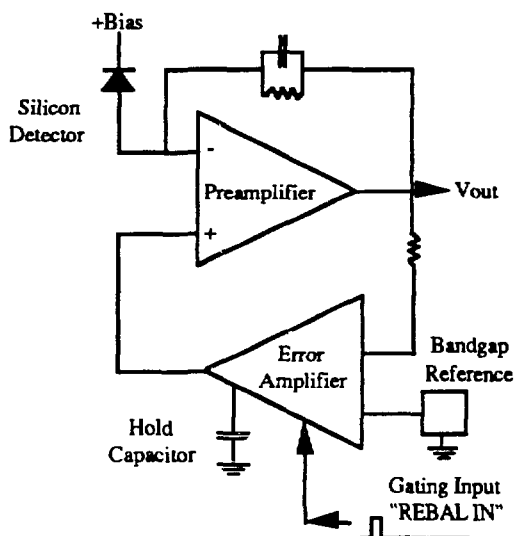 +Bias
Silicon
Detector
-
Preamplifier
Vout
+
Error
Amplifier
Bandgap
Reference
Hold
Capacitor
Gating Input
"REBAL IN"